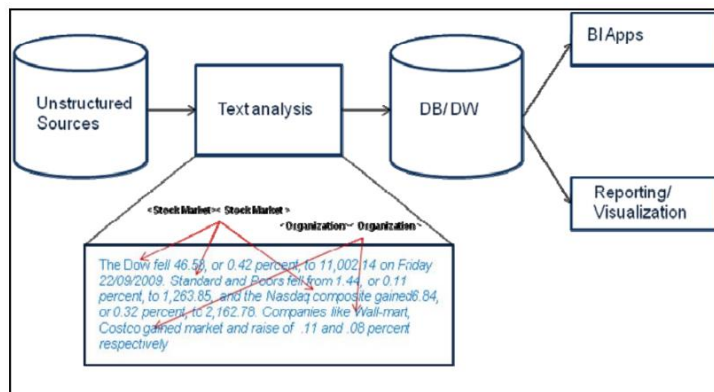 Unstructured
Sources
Text analysis
DB/DW
BI Apps
Reporting/
Visualization
<Stock Market>< Stock Market >
<Organization>< Organization>
The Dow fell 46.58, or 0.42 percent, to 11,002.14 on Friday
22/09/2009. Standard and Poors fell from 1.44, or 0.11
percent, to 1,263.85, and the Nasdaq composite gained6.84,
or 0.32 percent, to 2,162.78. Companies like Wall-mart,
Costco gained market and raise of .11 and .08 percent
respectively